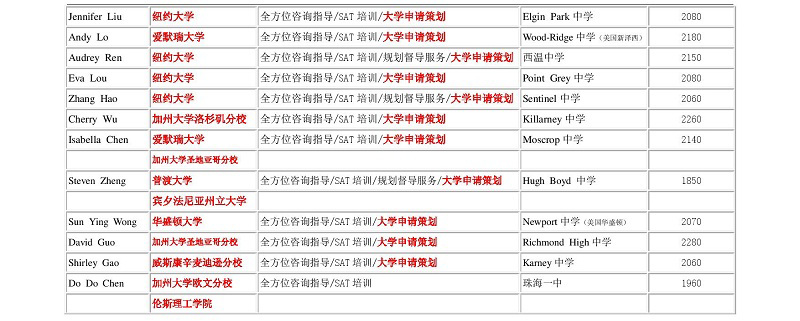 Jennifer Liu 纽约大学 全方位咨询指导/SAT 培训/大学申请策划 Elgin Park 中学 2080
Andy Lo 爱默瑞大学 全方位咨询指导/SAT 培训/大学申请策划 Wood-Ridge 中学（美国新泽西） 2180
Audrey Ren 纽约大学 全方位咨询指导/SAT 培训/规划督导服务/大学申请策划 西温中学 2150
Eva Lou 纽约大学 全方位咨询指导/SAT 培训/大学申请策划 Point Grey 中学 2080
Zhang Hao 纽约大学 全方位咨询指导/SAT 培训/规划督导服务/大学申请策划 Sentinel 中学 2060
Cherry Wu 加州大学洛杉矶分校 全方位咨询指导/SAT 培训/大学申请策划 Killarney 中学 2260
Isabella Chen 爱默瑞大学 全方位咨询指导/SAT 培训/大学申请策划 Moscrop 中学 2140
加州大学圣地亚哥分校
Steven Zheng 普渡大学 全方位咨询指导/SAT 培训/规划督导服务/大学申请策划 Hugh Boyd 中学 1850
宾夕法尼亚州立大学
Sun Ying Wong 华盛顿大学 全方位咨询指导/SAT 培训/大学申请策划 Newport 中学（美国华盛顿） 2070
David Guo 加州大学圣地亚哥分校 全方位咨询指导/SAT 培训/大学申请策划 Richmond High 中学 2280
Shirley Gao 威斯康辛麦迪逊分校 全方位咨询指导/SAT 培训/大学申请策划 Karney 中学 2060
Do Do Chen 加州大学欧文分校 全方位咨询指导/SAT 培训 珠海一中 1960
伦斯理工学院